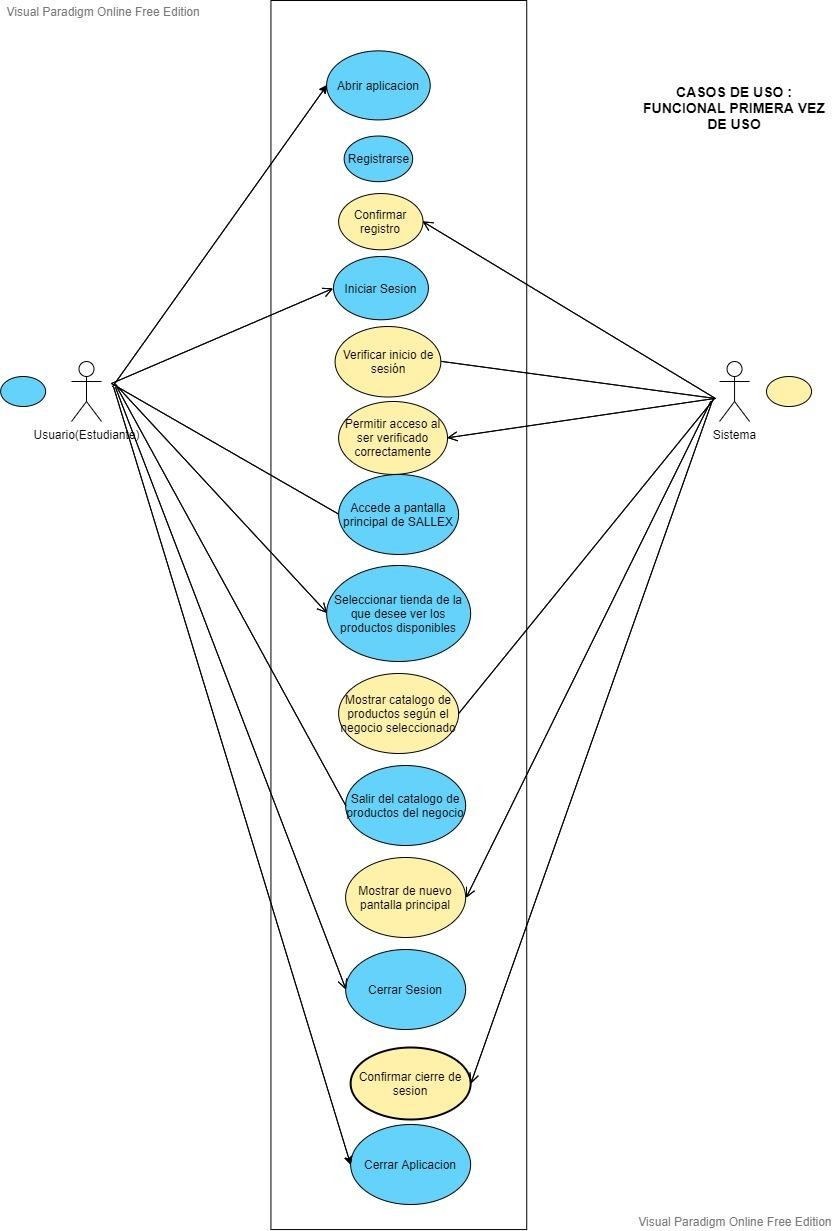 Visual Paradigm Online Free Edition
CASOS DE USO :
FUNCIONAL PRIMERA VEZ
DE USO
Abrir aplicacion
Registrarse
Confirmar
registro
Iniciar Sesion
Verificar inicio de
sesión
Permitir acceso al
ser verificado
correctamente
Usuario(Estudiante)
Sistema
Accede a pantalla
principal de SALLEX
Seleccionar tienda de la
que desee ver los
productos disponibles
Mostrar catalogo de
productos según el
negocio seleccionado
Salir del catalogo de
productos del negocio
Mostrar de nuevo
pantalla principal
Cerrar Sesion
Confirmar cierre de
sesion
Cerrar Aplicacion
Visual Paradigm Online Free Edition